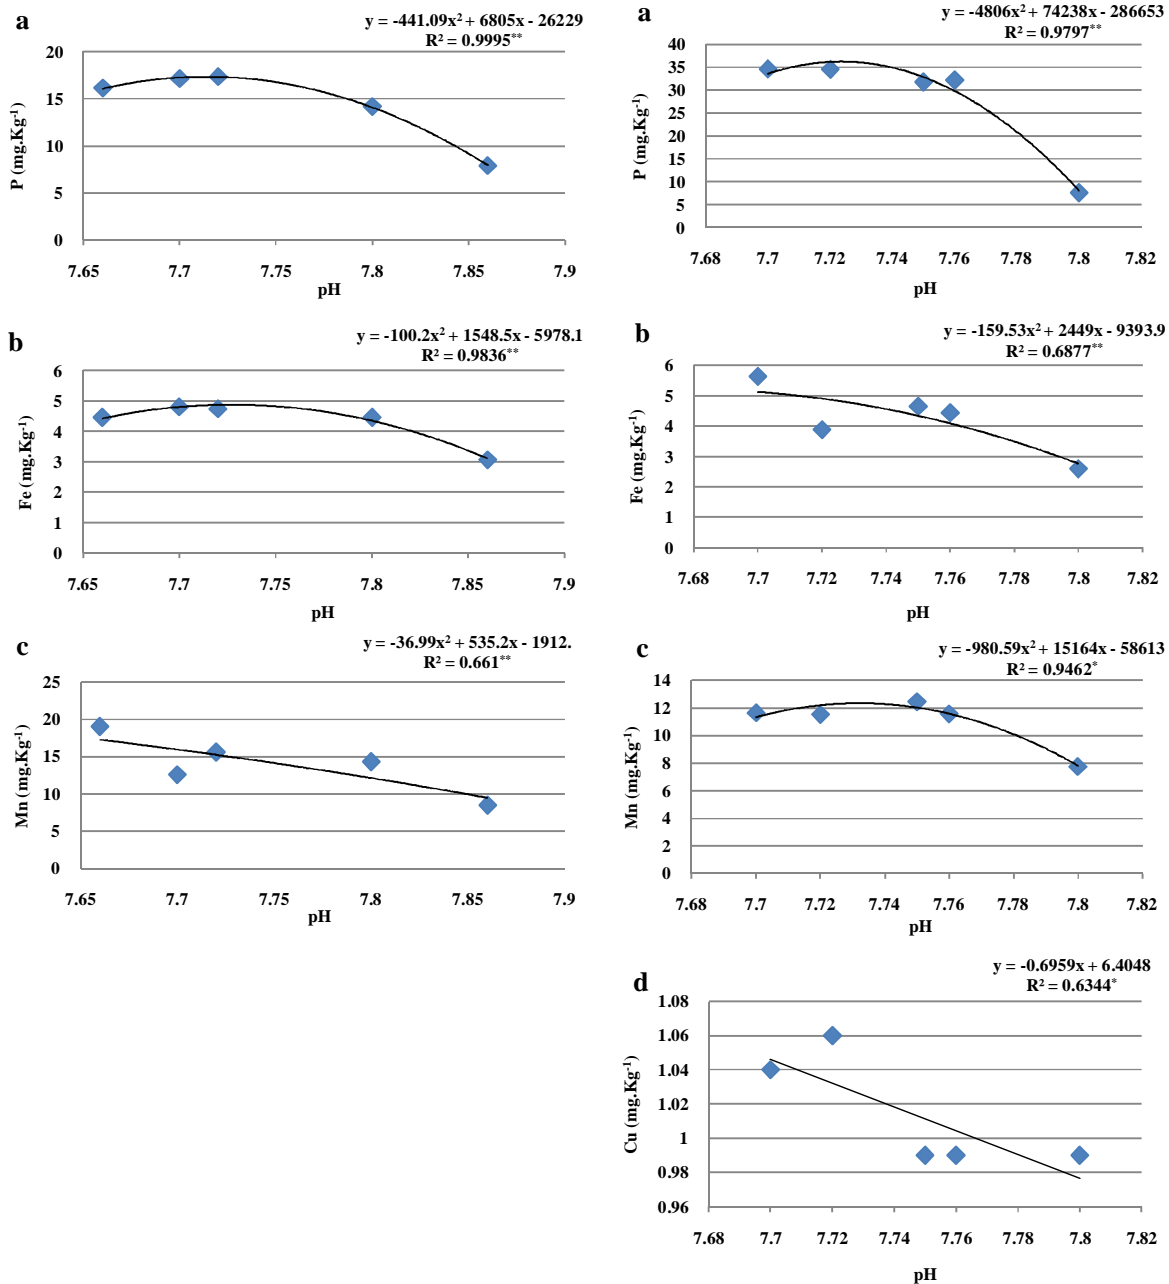 a
y = -441.09x² + 6805x - 26229
R² = 0.9995**
20
15
10
5
0
P (mg.Kg⁻¹)
7.65 7.7 7.75 7.8 7.85 7.9
pH
a
y = -4806x² + 74238x - 286653
R² = 0.9797**
40
35
30
25
20
15
10
5
0
P (mg.Kg⁻¹)
7.68 7.7 7.72 7.74 7.76 7.78 7.8 7.82
pH
b
y = -100.2x² + 1548.5x - 5978.1
R² = 0.9836**
6
5
4
3
2
1
0
Fe (mg.Kg⁻¹)
7.65 7.7 7.75 7.8 7.85 7.9
pH
b
y = -159.53x² + 2449x - 9393.9
R² = 0.6877**
6
5
4
3
2
1
0
Fe (mg.Kg⁻¹)
7.68 7.7 7.72 7.74 7.76 7.78 7.8 7.82
pH
c
y = -36.99x² + 535.2x - 1912.
R² = 0.661**
25
20
15
10
5
0
Mn (mg.Kg⁻¹)
7.65 7.7 7.75 7.8 7.85 7.9
pH
c
y = -980.59x² + 15164x - 58613
R² = 0.9462*
14
12
10
8
6
4
2
0
Mn (mg.Kg⁻¹)
7.68 7.7 7.72 7.74 7.76 7.78 7.8 7.82
pH
d
y = -0.6959x + 6.4048
R² = 0.6344*
1.08
1.06
1.04
1.02
1
0.98
0.96
Cu (mg.Kg⁻¹)
7.68 7.7 7.72 7.74 7.76 7.78 7.8 7.82
pH